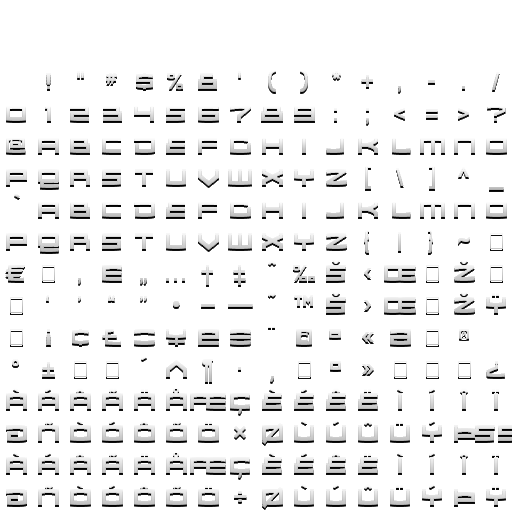 ! " # $ % & ' ( ) * + , - . /
0 1 2 3 4 5 6 7 8 9 : ; < = > ?
@ A B C D E F G H I J K L M N O
P Q R S T U V W X Y Z [ \ ] ^ _
` A B C D E F G H I J K L M N O
P Q R S T U V W X Y Z { | } ~ □
€ □ ‚ ƒ „ … † ‡ ˆ ‰ Š ‹ Œ □ Ž □
□ ‘ ’ “ ” • – — ˜ ™ Š › Œ □ Ž Ÿ
□ ¡ ¢ £ ¤ ¥ ¦ § ¨ © ª « ¬ □ ®
° ± □ □ ´ µ ¶ · ¸ □ º » □ □ □ ¿
À Á Â Ã Ä Å Æ Ç È É Ê Ë Ì Í Î Ï
Ð Ñ Ò Ó Ô Õ Ö × Ø Ù Ú Û Ü Ý Þ ß
À Á Â Ã Ä Å Æ Ç È É Ê Ë Ì Í Î Ï
Ð Ñ Ò Ó Ô Õ Ö ÷ Ø Ù Ú Û Ü Ý Þ Ÿ